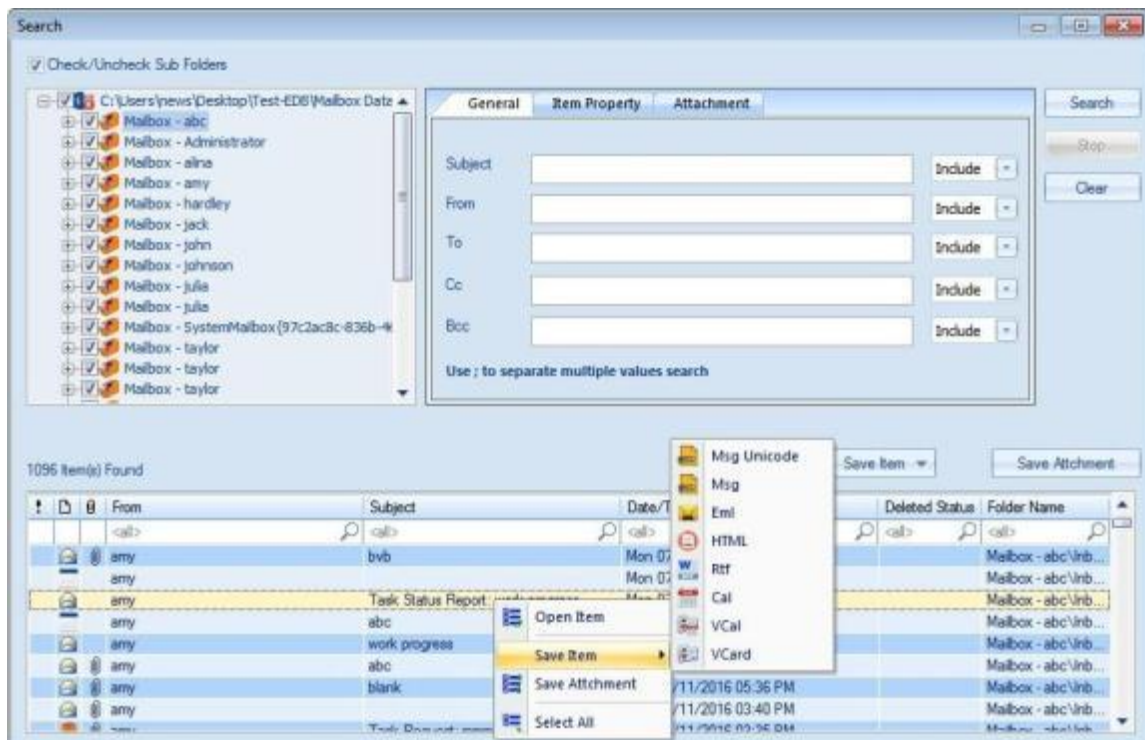 Search
Check/Uncheck Sub Folders
C:\Users\news\Desktop\Test-EDB\Mailbox Data
Mailbox - abc
Mailbox - Administrator
Mailbox - alina
Mailbox - amy
Mailbox - hardley
Mailbox - jack
Mailbox - john
Mailbox - johnson
Mailbox - julia
Mailbox - julia
Mailbox - SystemMailbox{97c2ac8c-836b-4
Mailbox - taylor
Mailbox - taylor
Mailbox - taylor
General Item Property Attachment
Subject Include
From Include
To Include
Cc Include
Bcc Include
Use ; to separate multiple values search
Search
Stop
Clear
1096 Item(s) Found
Save Item Save Attchment
! From Subject Date/T Deleted Status Folder Name
<all> <all> <all> <all> <all>
amy bvb Mon 07 Mailbox - abc\Inb...
amy Mon 07 Mailbox - abc\Inb...
amy Task Status Report: work progress Mon 07 Mailbox - abc\Inb...
amy abc Mailbox - abc\Inb...
amy work progress Mailbox - abc\Inb...
amy abc Mailbox - abc\Inb...
amy blank /11/2016 05:36 PM Mailbox - abc\Inb...
amy /11/2016 03:40 PM Mailbox - abc\Inb...
Open Item
Save Item
Save Attchment
Select All
Msg Unicode
Msg
Eml
HTML
Rtf
Cal
VCal
VCard